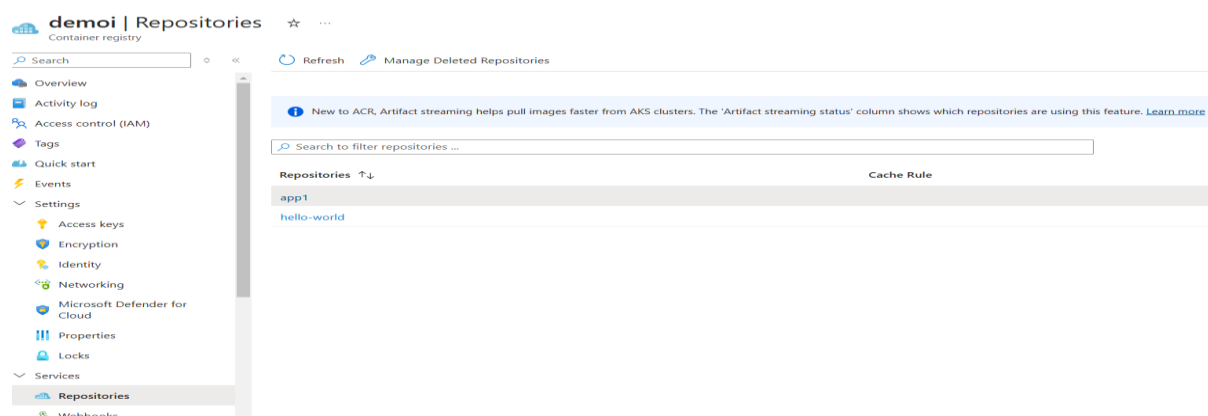 demoi | Repositories
Container registry
Search
Overview
Activity log
Access control (IAM)
Tags
Quick start
Events
Settings
Access keys
Encryption
Identity
Networking
Microsoft Defender for
Cloud
Properties
Locks
Services
Repositories
Webhooks
Refresh
Manage Deleted Repositories
New to ACR, Artifact streaming helps pull images faster from AKS clusters. The 'Artifact streaming status' column shows which repositories are using this feature. Learn more
Search to filter repositories ...
Repositories ↑↓ Cache Rule
app1
hello-world